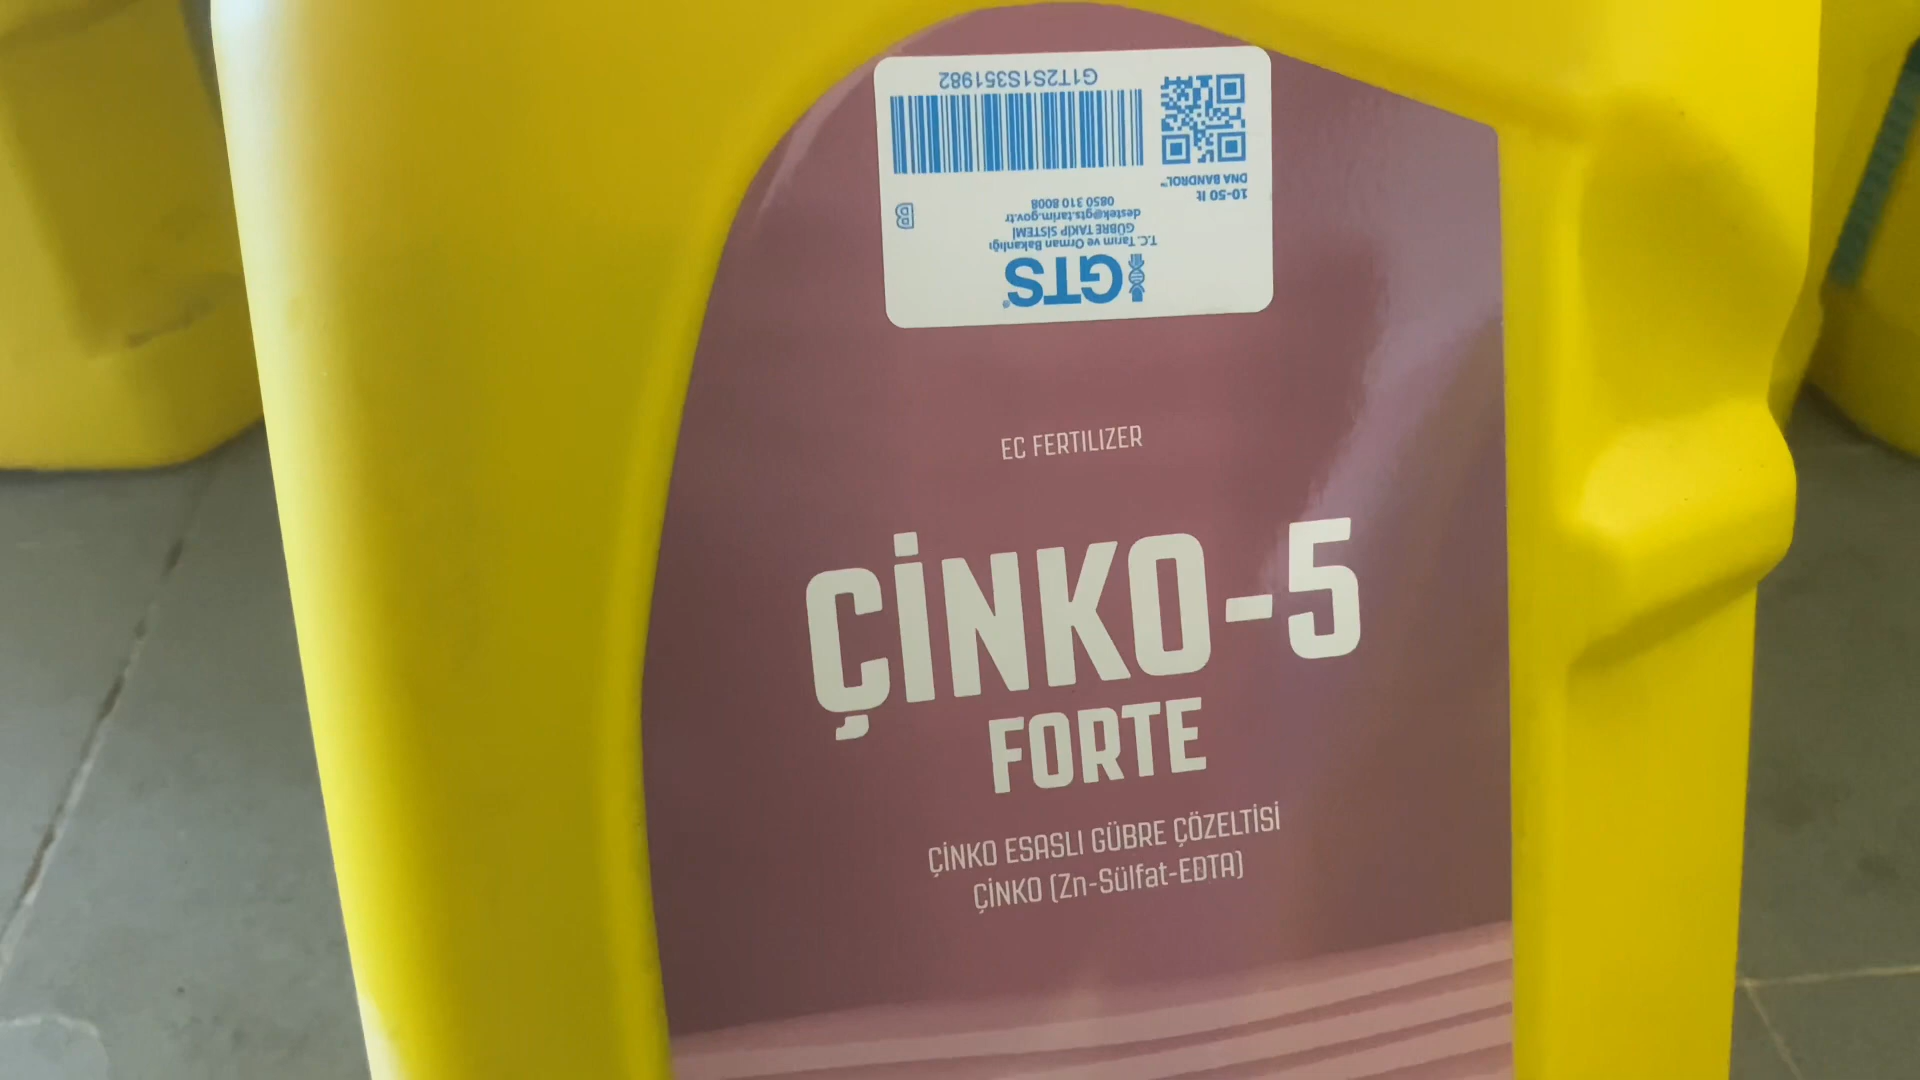 G1T2S1S351982
10-50 lt
DNA BANDROL™
B
GTS®
T.C. Tarım ve Orman Bakanlığı
GÜBRE TAKİP SİSTEMİ
destek@gts.tarim.gov.tr
0850 310 8008
EC FERTILIZER
ÇİNKO-5
FORTE
ÇİNKO ESASLI GÜBRE ÇÖZELTİSİ
ÇİNKO (Zn-Sülfat-EDTA)